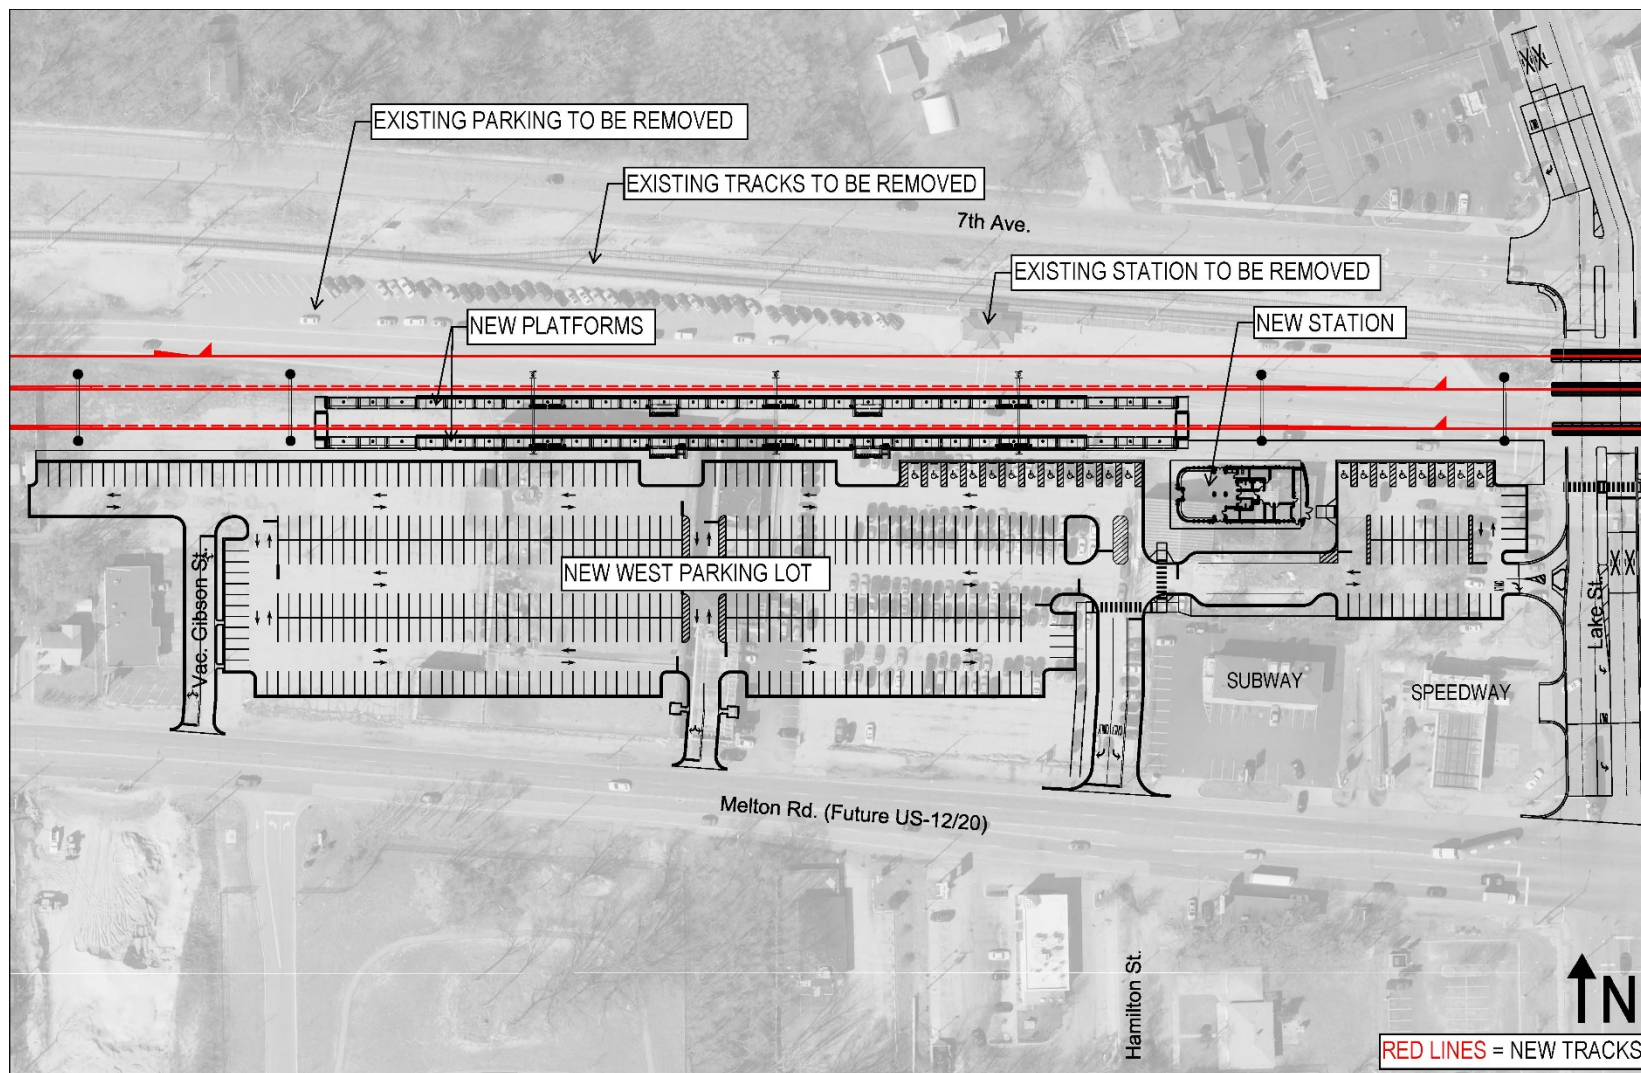 EXISTING PARKING TO BE REMOVED
EXISTING TRACKS TO BE REMOVED
7th Ave.
EXISTING STATION TO BE REMOVED
NEW PLATFORMS
NEW STATION
NEW WEST PARKING LOT
Vac. Gibson St.
Lake St.
SUBWAY
SPEEDWAY
Melton Rd. (Future US-12/20)
Hamilton St.
N
RED LINES = NEW TRACKS